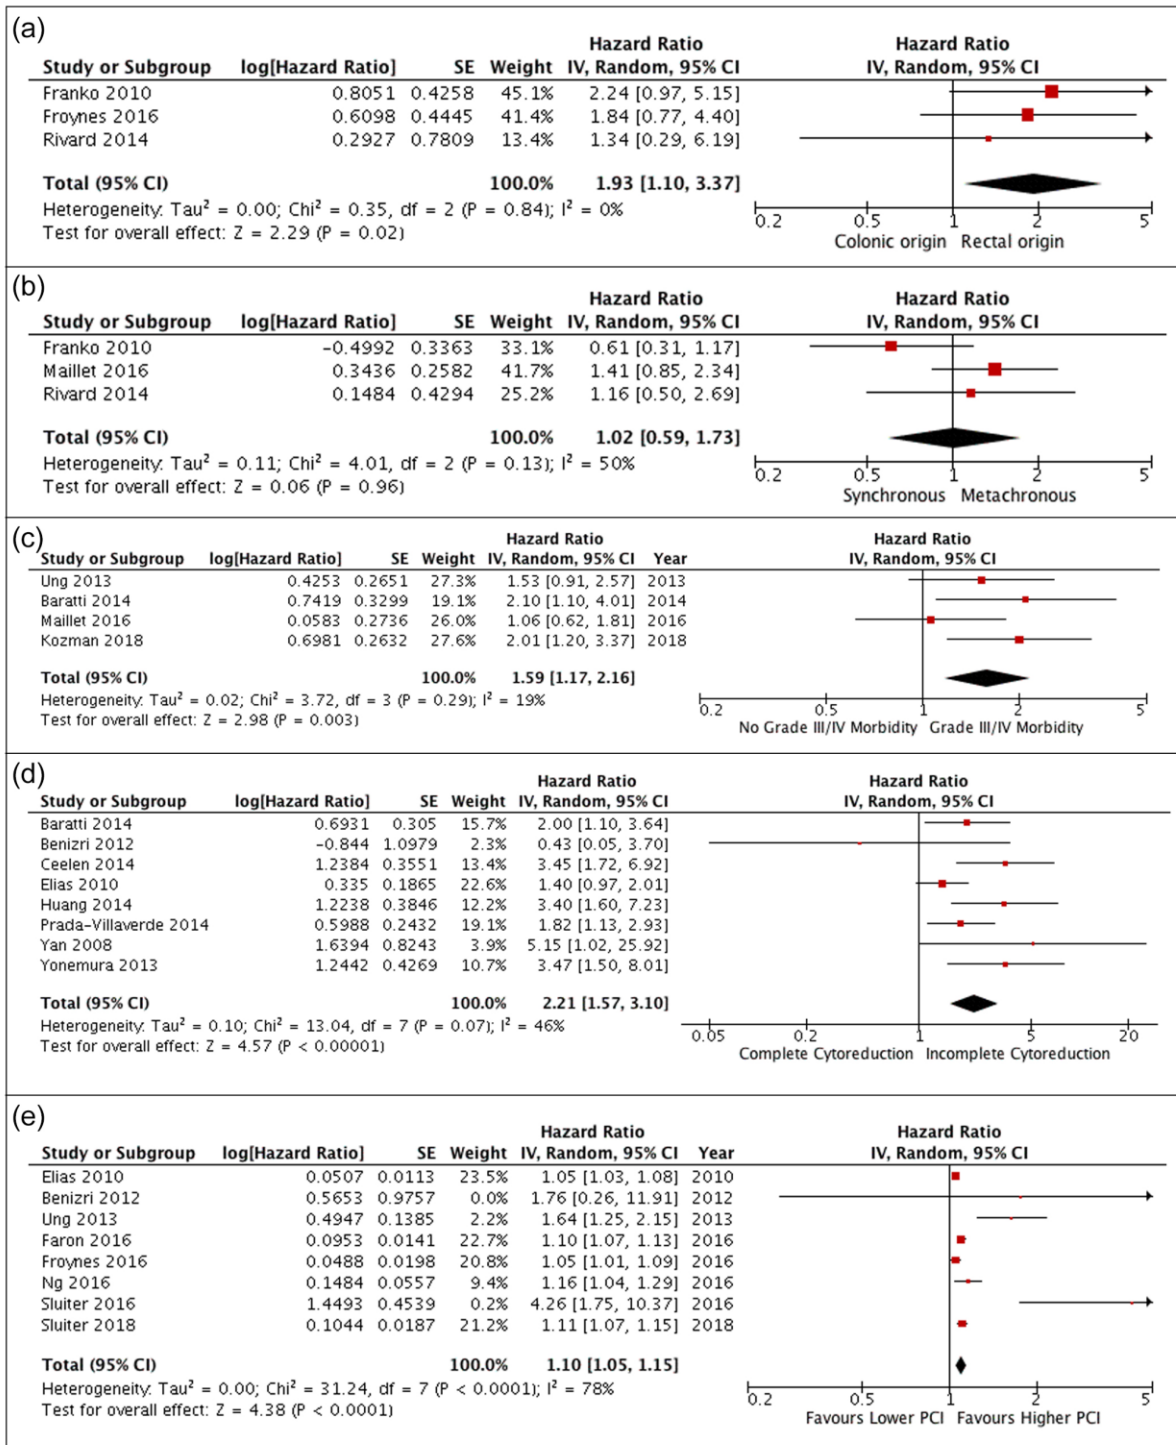 (a)
Hazard Ratio Hazard Ratio
Study or Subgroup log[Hazard Ratio] SE Weight IV, Random, 95% CI IV, Random, 95% CI
Franko 2010 0.8051 0.4258 45.1% 2.24 [0.97, 5.15]
Froynes 2016 0.6098 0.4445 41.4% 1.84 [0.77, 4.40]
Rivard 2014 0.2927 0.7809 13.4% 1.34 [0.29, 6.19]
Total (95% CI) 100.0% 1.93 [1.10, 3.37]
Heterogeneity: Tau² = 0.00; Chi² = 0.35, df = 2 (P = 0.84); I² = 0%
Test for overall effect: Z = 2.29 (P = 0.02)
0.2 0.5 1 2 5
Colonic origin Rectal origin
(b)
Hazard Ratio Hazard Ratio
Study or Subgroup log[Hazard Ratio] SE Weight IV, Random, 95% CI IV, Random, 95% CI
Franko 2010 −0.4992 0.3363 33.1% 0.61 [0.31, 1.17]
Maillet 2016 0.3436 0.2582 41.7% 1.41 [0.85, 2.34]
Rivard 2014 0.1484 0.4294 25.2% 1.16 [0.50, 2.69]
Total (95% CI) 100.0% 1.02 [0.59, 1.73]
Heterogeneity: Tau² = 0.11; Chi² = 4.01, df = 2 (P = 0.13); I² = 50%
Test for overall effect: Z = 0.06 (P = 0.96)
0.2 0.5 1 2 5
Synchronous Metachronous
(c)
Hazard Ratio Hazard Ratio
Study or Subgroup log[Hazard Ratio] SE Weight IV, Random, 95% CI Year IV, Random, 95% CI
Ung 2013 0.4253 0.2651 27.3% 1.53 [0.91, 2.57] 2013
Baratti 2014 0.7419 0.3299 19.1% 2.10 [1.10, 4.01] 2014
Maillet 2016 0.0583 0.2736 26.0% 1.06 [0.62, 1.81] 2016
Kozman 2018 0.6981 0.2632 27.6% 2.01 [1.20, 3.37] 2018
Total (95% CI) 100.0% 1.59 [1.17, 2.16]
Heterogeneity: Tau² = 0.02; Chi² = 3.72, df = 3 (P = 0.29); I² = 19%
Test for overall effect: Z = 2.98 (P = 0.003)
0.2 0.5 1 2 5
No Grade III/IV Morbidity Grade III/IV Morbidity
(d)
Hazard Ratio Hazard Ratio
Study or Subgroup log[Hazard Ratio] SE Weight IV, Random, 95% CI IV, Random, 95% CI
Baratti 2014 0.6931 0.305 15.7% 2.00 [1.10, 3.64]
Benizri 2012 −0.844 1.0979 2.3% 0.43 [0.05, 3.70]
Ceelen 2014 1.2384 0.3551 13.4% 3.45 [1.72, 6.92]
Elias 2010 0.335 0.1865 22.6% 1.40 [0.97, 2.01]
Huang 2014 1.2238 0.3846 12.2% 3.40 [1.60, 7.23]
Prada−Villaverde 2014 0.5988 0.2432 19.1% 1.82 [1.13, 2.93]
Yan 2008 1.6394 0.8243 3.9% 5.15 [1.02, 25.92]
Yonemura 2013 1.2442 0.4269 10.7% 3.47 [1.50, 8.01]
Total (95% CI) 100.0% 2.21 [1.57, 3.10]
Heterogeneity: Tau² = 0.10; Chi² = 13.04, df = 7 (P = 0.07); I² = 46%
Test for overall effect: Z = 4.57 (P < 0.00001)
0.05 0.2 1 5 20
Complete Cytoreduction Incomplete Cytoreduction
(e)
Hazard Ratio Hazard Ratio
Study or Subgroup log[Hazard Ratio] SE Weight IV, Random, 95% CI Year IV, Random, 95% CI
Elias 2010 0.0507 0.0113 23.5% 1.05 [1.03, 1.08] 2010
Benizri 2012 0.5653 0.9757 0.0% 1.76 [0.26, 11.91] 2012
Ung 2013 0.4947 0.1385 2.2% 1.64 [1.25, 2.15] 2013
Faron 2016 0.0953 0.0141 22.7% 1.10 [1.07, 1.13] 2016
Froynes 2016 0.0488 0.0198 20.8% 1.05 [1.01, 1.09] 2016
Ng 2016 0.1484 0.0557 9.4% 1.16 [1.04, 1.29] 2016
Sluiter 2016 1.4493 0.4539 0.2% 4.26 [1.75, 10.37] 2016
Sluiter 2018 0.1044 0.0187 21.2% 1.11 [1.07, 1.15] 2018
Total (95% CI) 100.0% 1.10 [1.05, 1.15]
Heterogeneity: Tau² = 0.00; Chi² = 31.24, df = 7 (P < 0.0001); I² = 78%
Test for overall effect: Z = 4.38 (P < 0.0001)
0.2 0.5 1 2 5
Favours Lower PCI Favours Higher PCI